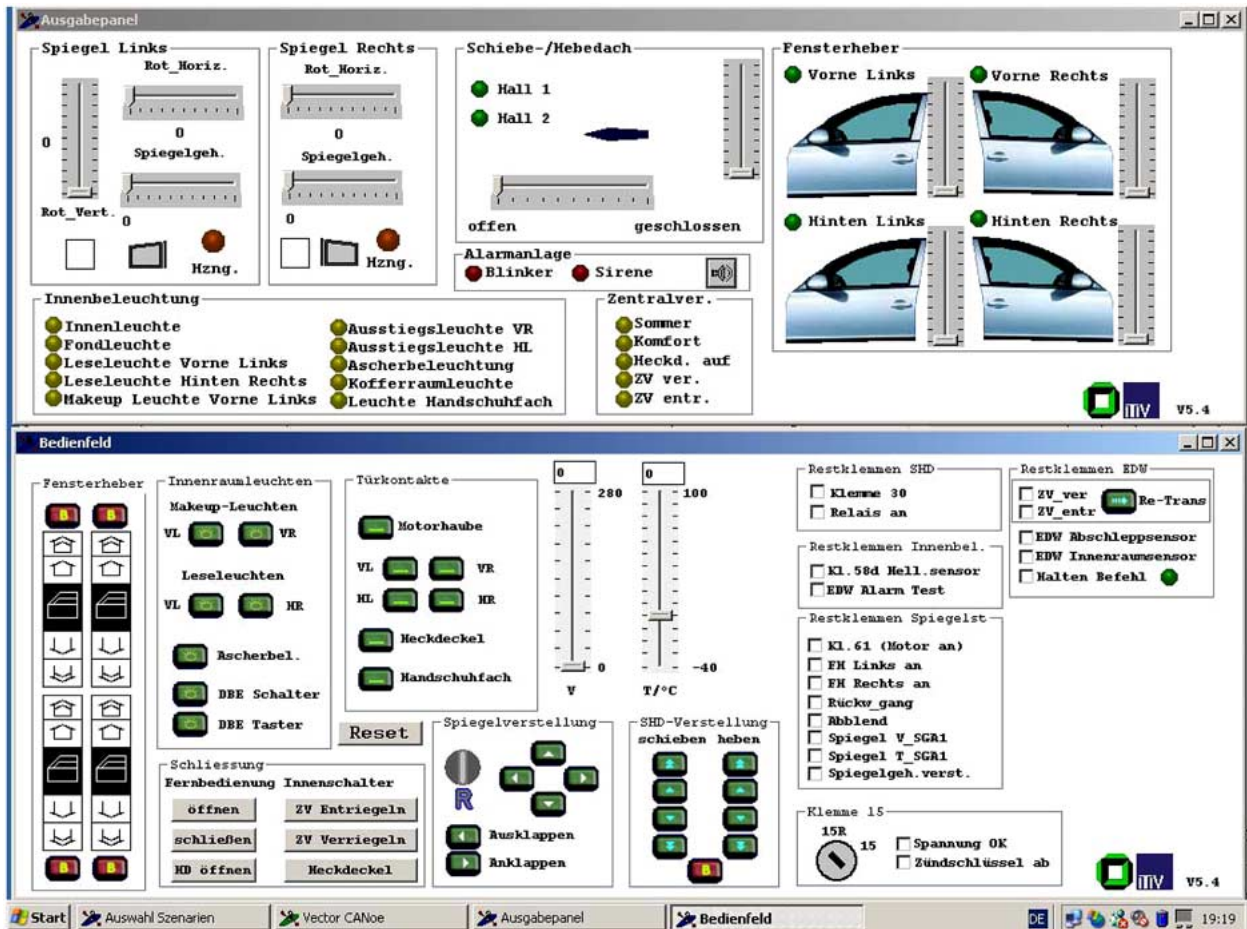 Ausgabepanel
Spiegel Links
Rot_Horiz.
0
Spiegelgeh.
0
0
Rot_Vert.
Hzng.
Spiegel Rechts
Rot_Horiz.
0
Spiegelgeh.
0
Hzng.
Schiebe-/Hebedach
Hall 1
Hall 2
offen geschlossen
Alarmanlage
Blinker Sirene
Fensterheber
Vorne Links Vorne Rechts
Hinten Links Hinten Rechts
Innenbeleuchtung
Innenleuchte
Fondleuchte
Leseleuchte Vorne Links
Leseleuchte Hinten Rechts
Makeup Leuchte Vorne Links
Ausstiegsleuchte VR
Ausstiegsleuchte HL
Ascherbeleuchtung
Kofferraumleuchte
Leuchte Handschuhfach
Zentralver.
Sommer
Komfort
Heckd. auf
ZV ver.
ZV entr.
iTiV V5.4
Bedienfeld
Fensterheber
B B
B B
Innenraumleuchten
Makeup-Leuchten
VL VR
Leseleuchten
VL HR
Ascherbel.
DBE Schalter
DBE Taster
Türkontakte
Motorhaube
VL VR
HL HR
Heckdeckel
Handschuhfach
Reset
0
280
0
V
0
100
-40
T/°C
Schliessung
Fernbedienung Innenschalter
öffnen ZV Entriegeln
schließen ZV Verriegeln
HD öffnen Heckdeckel
Spiegelverstellung
R
Ausklappen
Anklappen
SHD-Verstellung
schieben heben
B
Restklemmen SHD
Klemme 30
Relais an
Restklemmen Innenbel.
Kl.58d Hell.sensor
EDW Alarm Test
Restklemmen Spiegelst
Kl.61 (Motor an)
FH Links an
FH Rechts an
Rückw_gang
Abblend
Spiegel V_SGA1
Spiegel T_SGA1
Spiegelgeh.verst.
Restklemmen EDW
ZV_ver
ZV_entr
Re-Trans
EDW Abschleppsensor
EDW Innenraumsensor
Halten Befehl
Klemme 15
15R
15
Spannung OK
Zündschlüssel ab
iTiV V5.4
Start Auswahl Szenarien Vector CANoe Ausgabepanel Bedienfeld DE 19:19